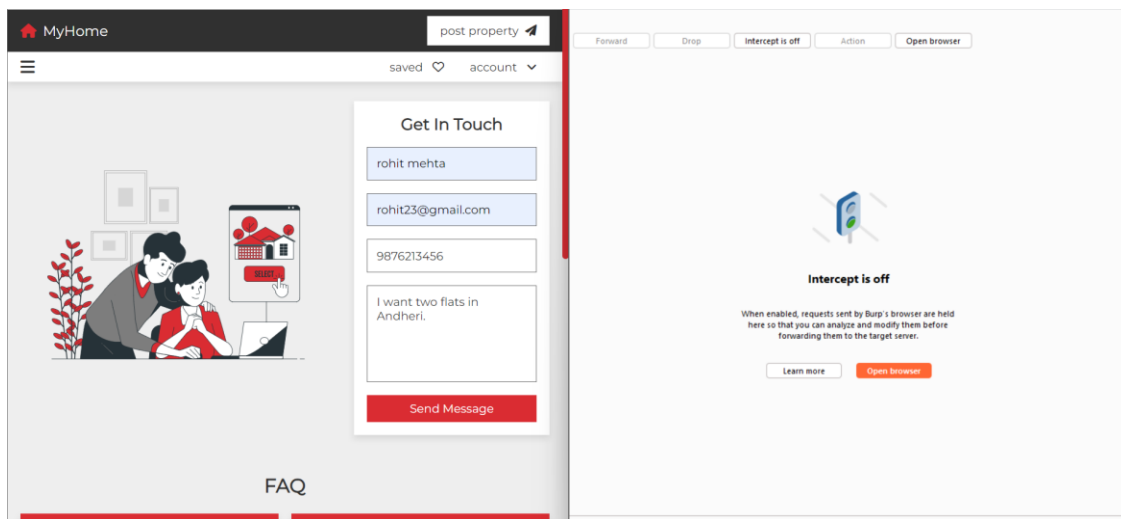 MyHome
post property
saved
account
Get In Touch
rohit mehta
rohit23@gmail.com
9876213456
I want two flats in
Andheri.
Send Message
SELECT
FAQ
Forward
Drop
Intercept is off
Action
Open browser
Intercept is off
When enabled, requests sent by Burp's browser are held
here so that you can analyze and modify them before
forwarding them to the target server.
Learn more
Open browser